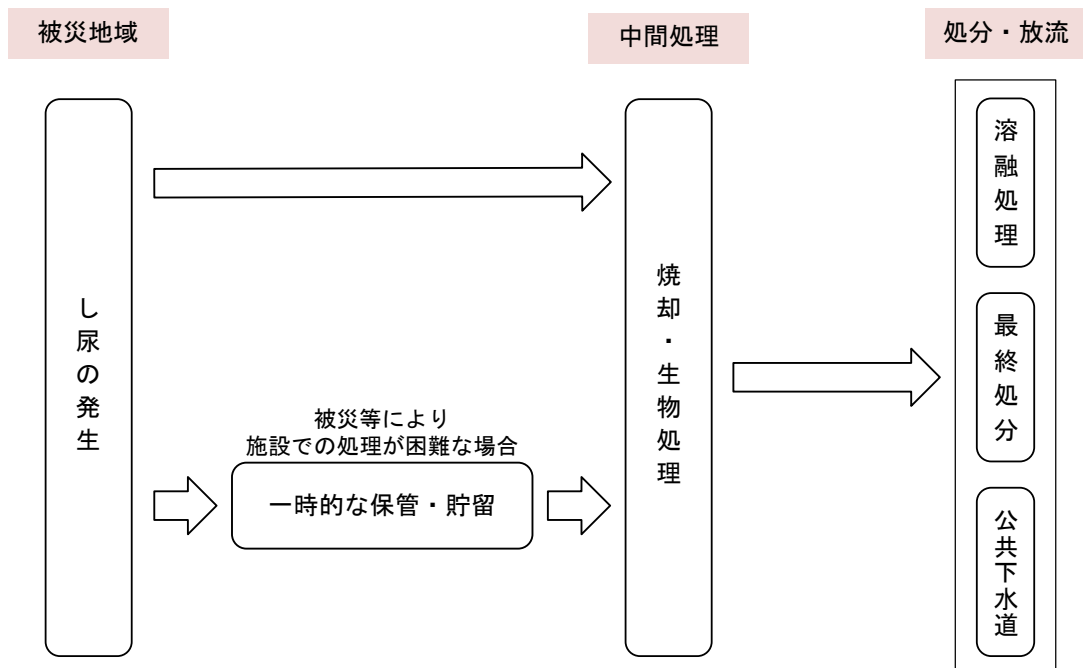 被災地域
中間処理
処分・放流
し尿の発生
被災等により
施設での処理が困難な場合
一時的な保管・貯留
焼却・生物処理
溶融処理
最終処分
公共下水道